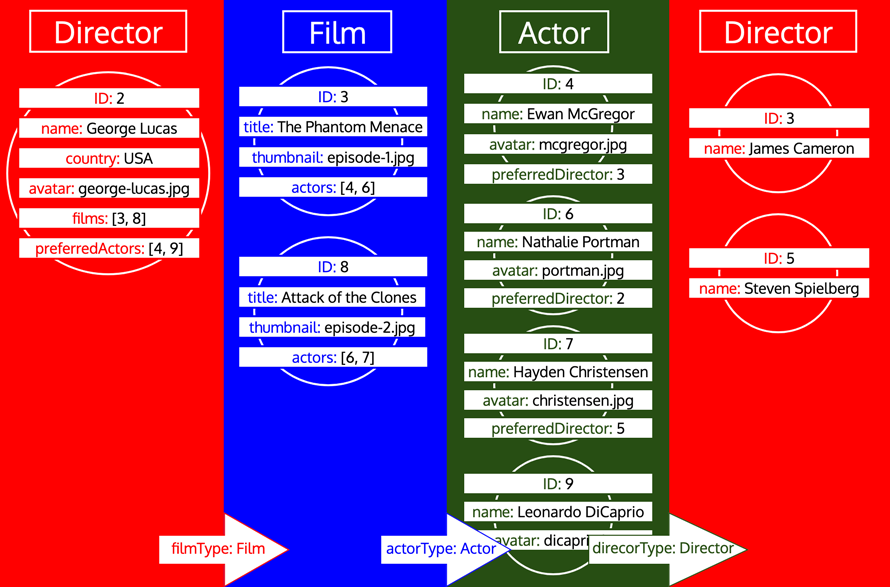 Director
ID: 2
name: George Lucas
country: USA
avatar: george-lucas.jpg
films: [3, 8]
preferredActors: [4, 9]
Film
ID: 3
title: The Phantom Menace
thumbnail: episode-1.jpg
actors: [4, 6]
ID: 8
title: Attack of the Clones
thumbnail: episode-2.jpg
actors: [6, 7]
Actor
ID: 4
name: Ewan McGregor
avatar: mcgregor.jpg
preferredDirector: 3
ID: 6
name: Nathalie Portman
avatar: portman.jpg
preferredDirector: 2
ID: 7
name: Hayden Christensen
avatar: christensen.jpg
preferredDirector: 5
ID: 9
name: Leonardo DiCaprio
avatar: dicapri
Director
ID: 3
name: James Cameron
ID: 5
name: Steven Spielberg
filmType: Film
actorType: Actor
direcorType: Director